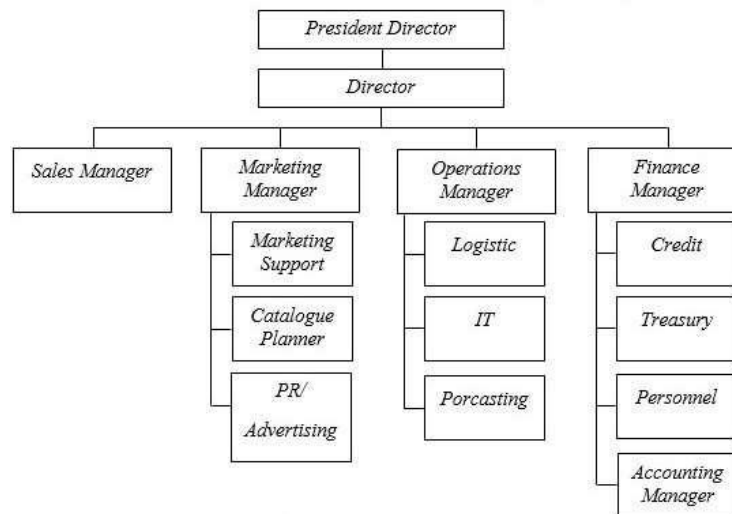 President Director
Director
Sales Manager
Marketing
Manager
Operations
Manager
Finance
Manager
Marketing
Support
Logistic
Credit
Catalogue
Planner
IT
Treasury
PR/
Advertising
Porcasting
Personnel
Accounting
Manager